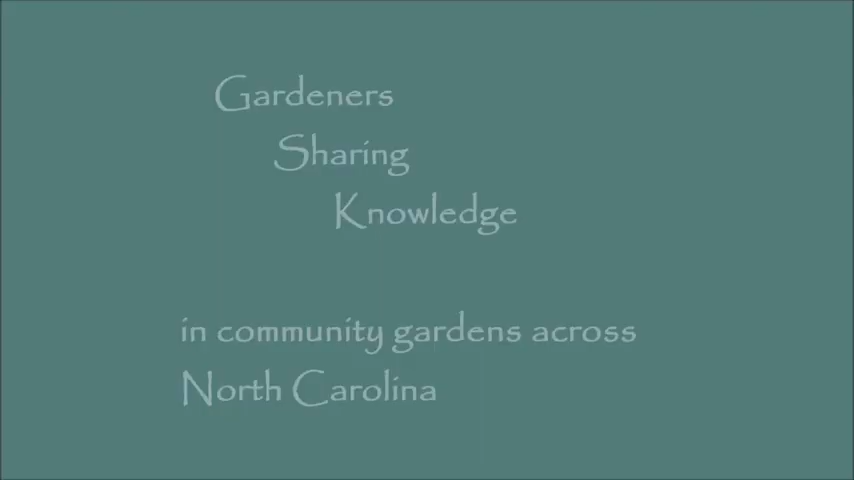 Gardeners
Sharing
Knowledge
in community gardens across
North Carolina